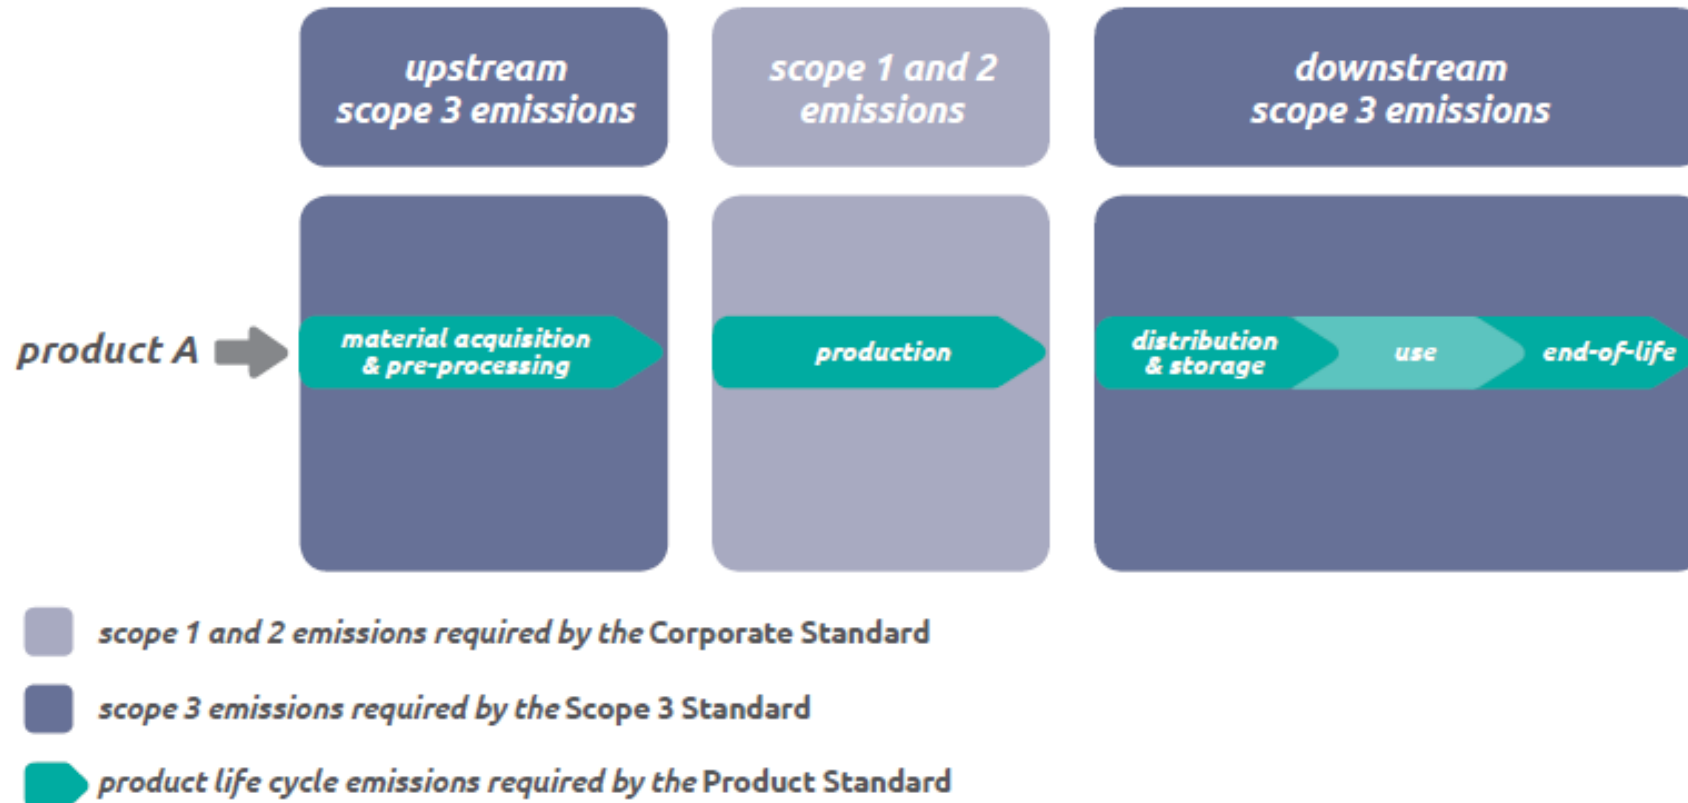 upstream
scope 3 emissions
scope 1 and 2
emissions
downstream
scope 3 emissions
product A
material acquisition
& pre-processing
production
distribution
& storage
use
end-of-life
scope 1 and 2 emissions required by the Corporate Standard
scope 3 emissions required by the Scope 3 Standard
product life cycle emissions required by the Product Standard